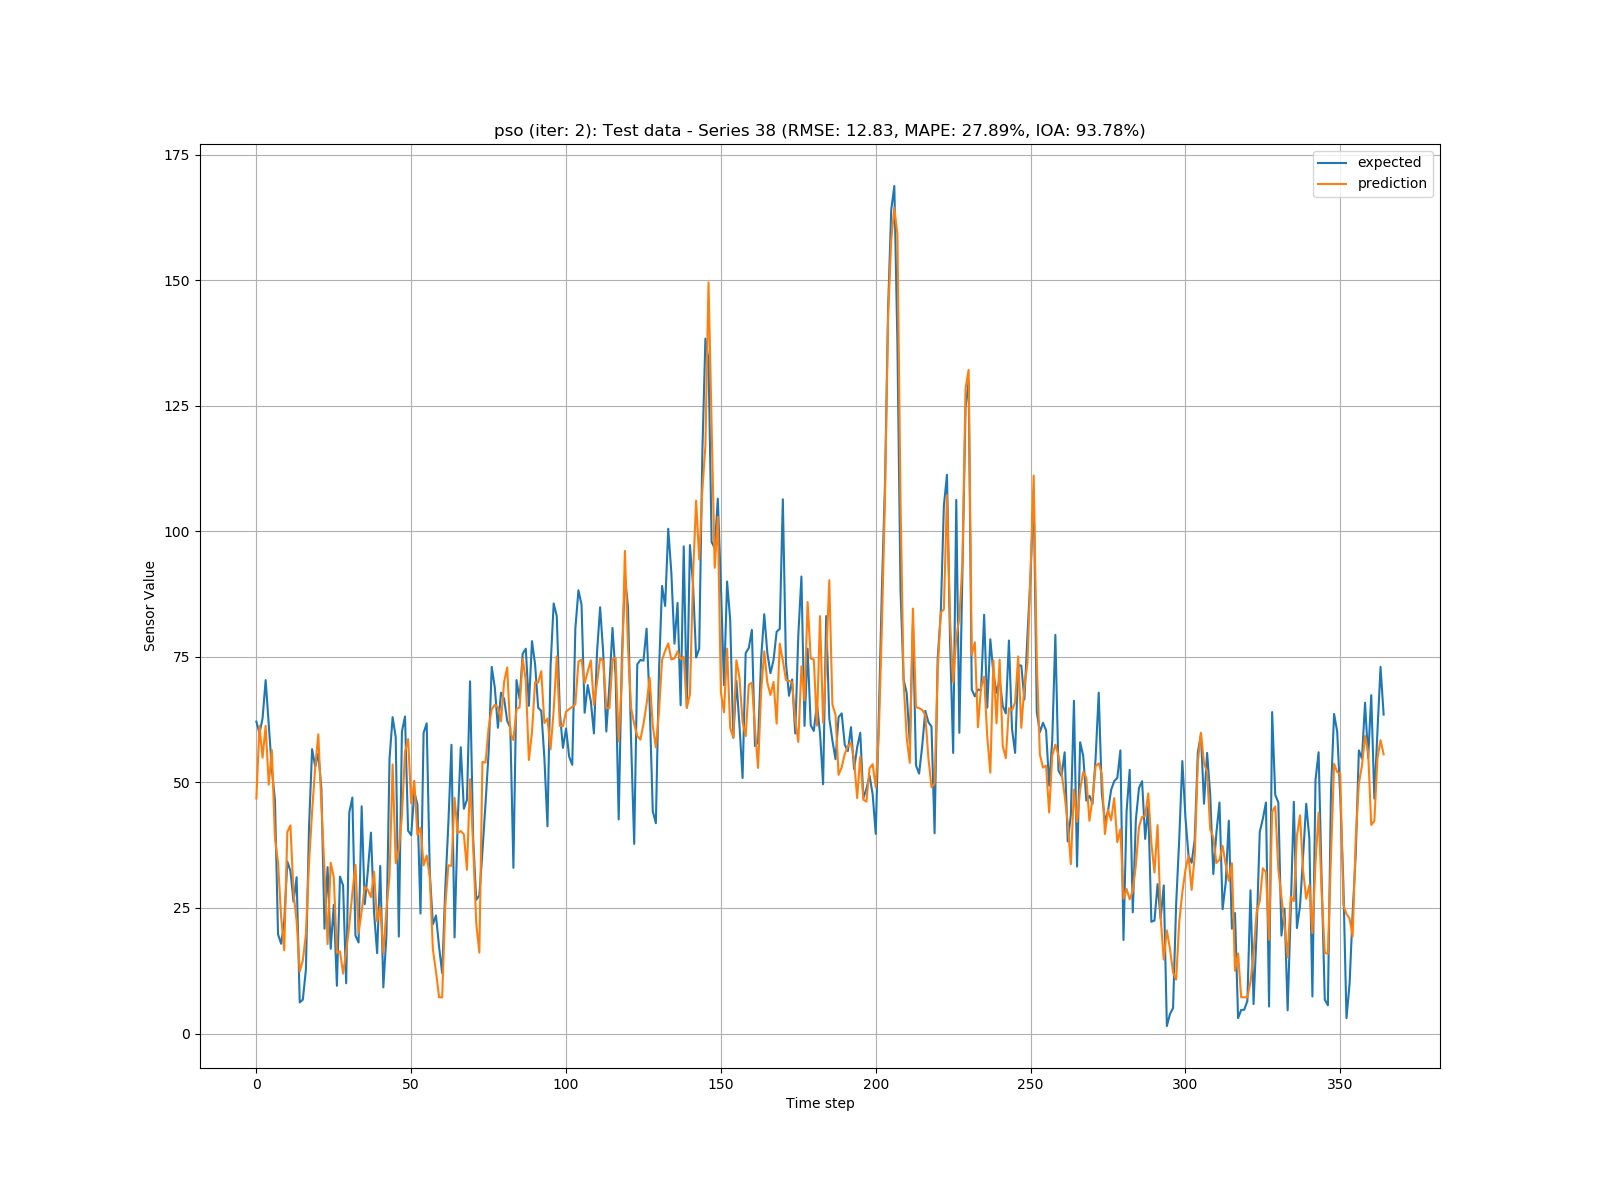 pso (iter: 2): Test data - Series 38 (RMSE: 12.83, MAPE: 27.89%, IOA: 93.78%)
expected
prediction
175
150
125
100
75
50
25
0
Sensor Value
0 50 100 150 200 250 300 350
Time step